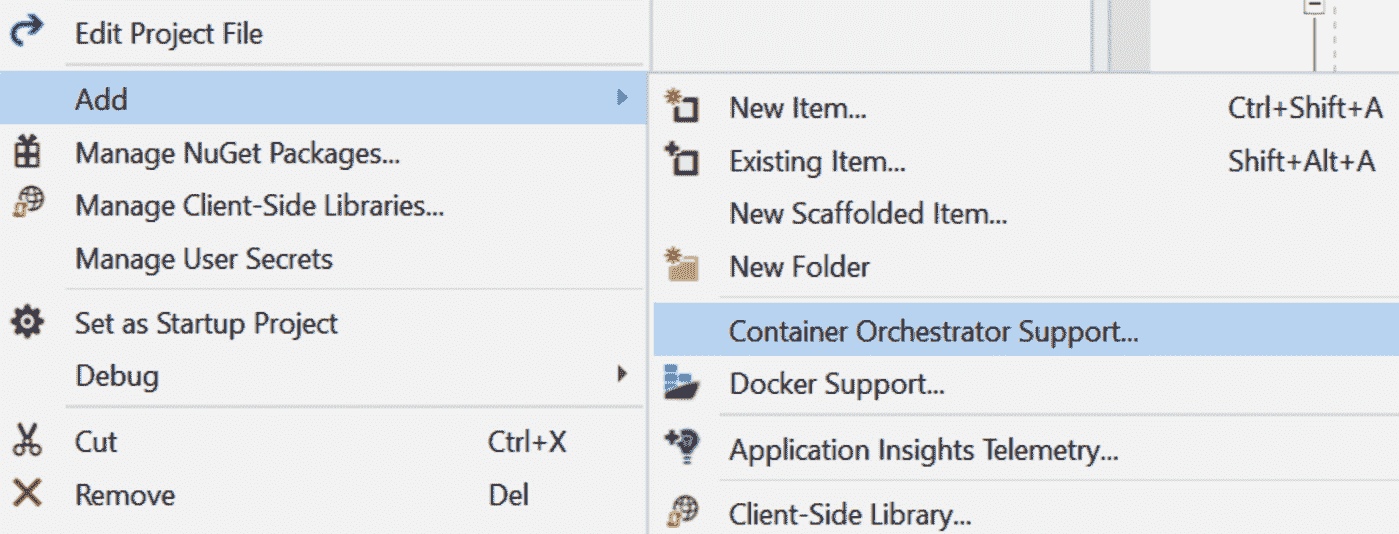 Edit Project File
Add
Manage NuGet Packages...
Manage Client-Side Libraries...
Manage User Secrets
Set as Startup Project
Debug
Cut Ctrl+X
Remove Del
New Item... Ctrl+Shift+A
Existing Item... Shift+Alt+A
New Scaffolded Item...
New Folder
Container Orchestrator Support...
Docker Support...
Application Insights Telemetry...
Client-Side Library...